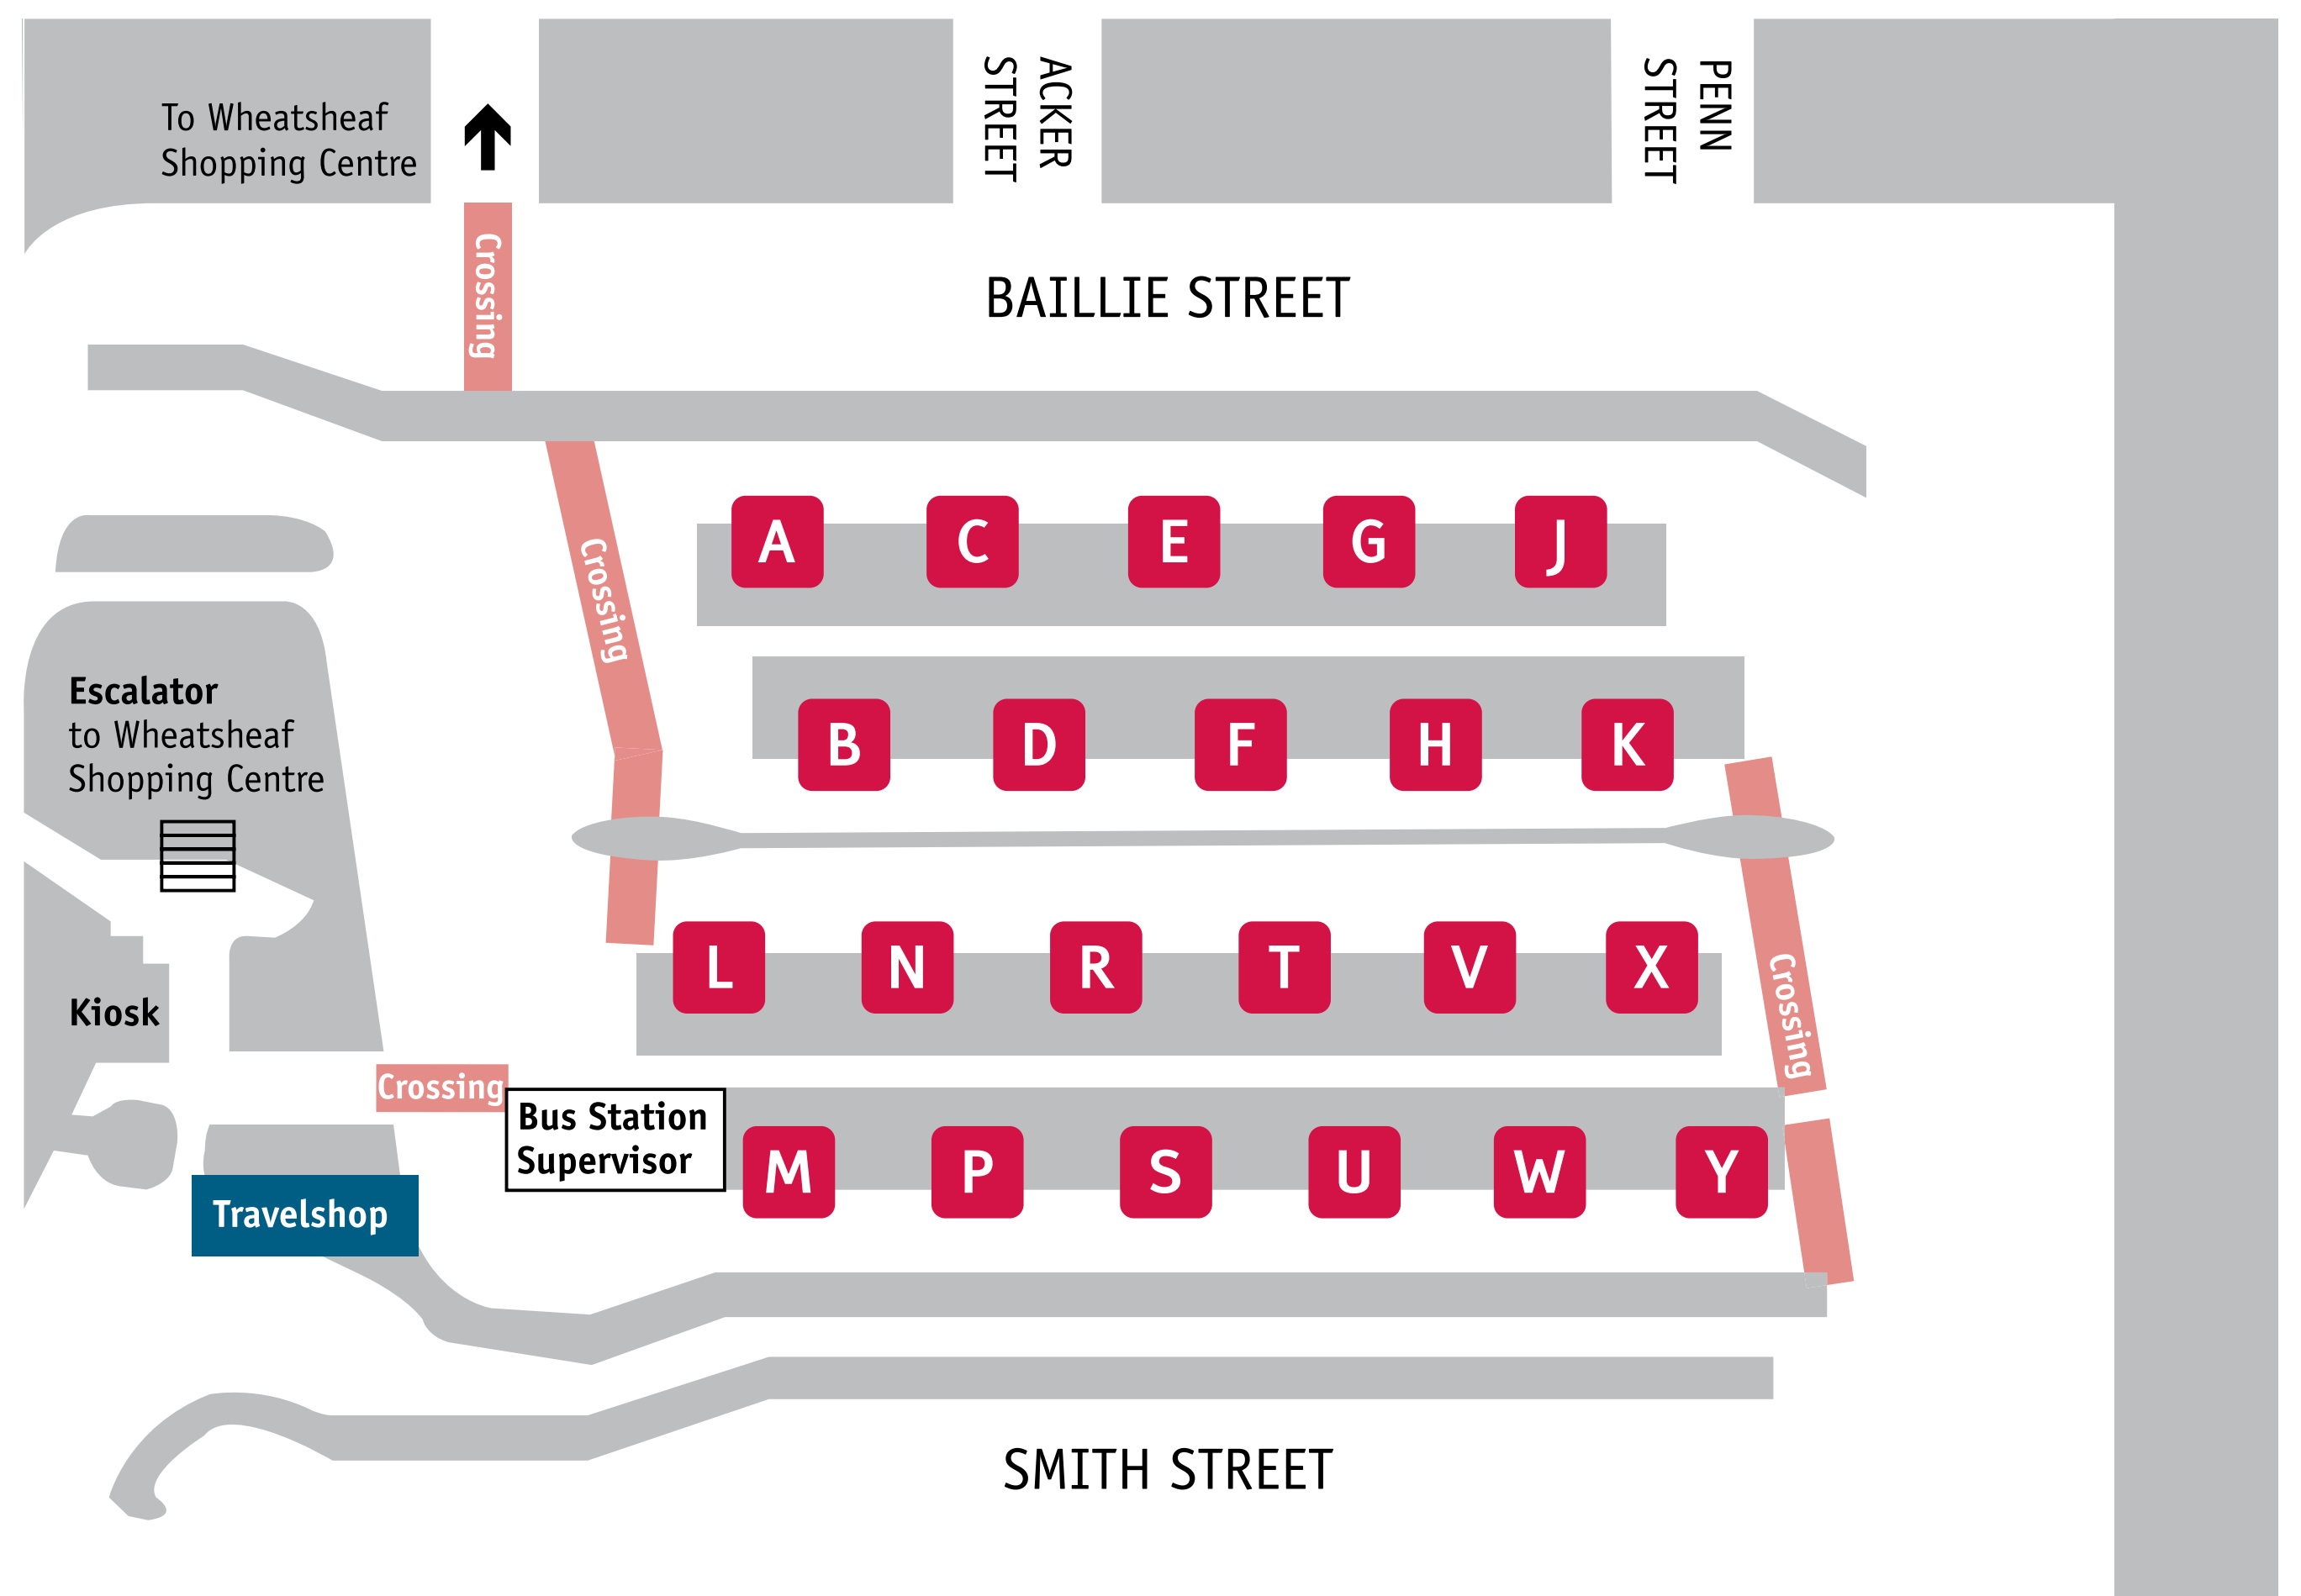 To Wheatsheaf
Shopping Centre
ACKER
STREET
PENN
STREET
Crossing
BAILLIE STREET
Crossing
A
C
E
G
J
B
D
F
H
K
Escalator
to Wheatsheaf
Shopping Centre
L
N
R
T
V
X
Crossing
Kiosk
Crossing
Bus Station
Supervisor
M
P
S
U
W
Y
Travelshop
SMITH STREET